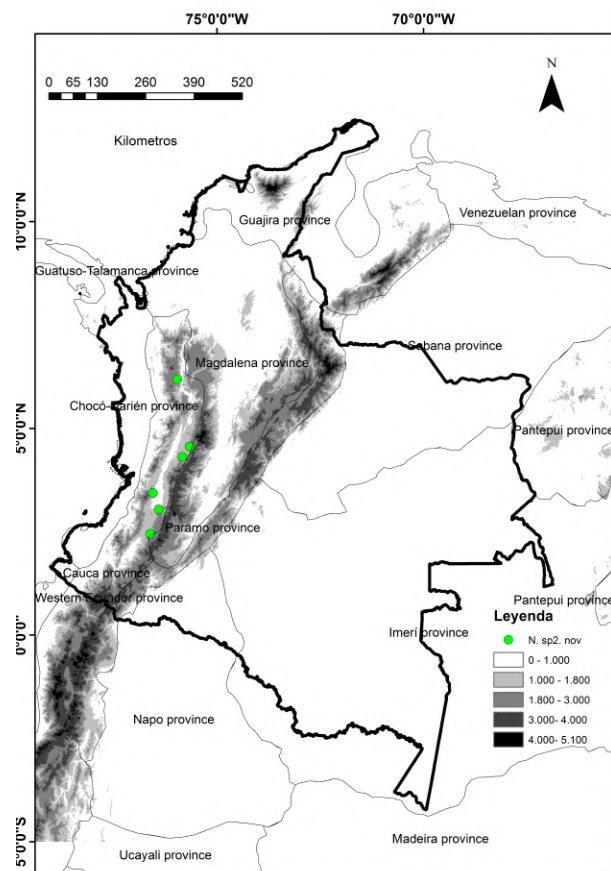 75°0'0"W 70°0'0"W
N
0 65 130 260 390 520
Kilometros
10°0'0"N
Guajira province
Venezuelan province
Guatuso-Talamanca province
Sabana province
Magdalena province
Chocó-Darién province
5°0'0"N
Pantepui province
Paramo province
Cauca province
Western Ecuador province
Pantepui province
Leyenda
N. sp2. nov
0 - 1.000
1.000 - 1.800
1.800 - 3.000
3.000- 4.000
4.000- 5.100
0°0'0"
Imerí province
Napo province
5°0'0"S
Madeira province
Ucayali province